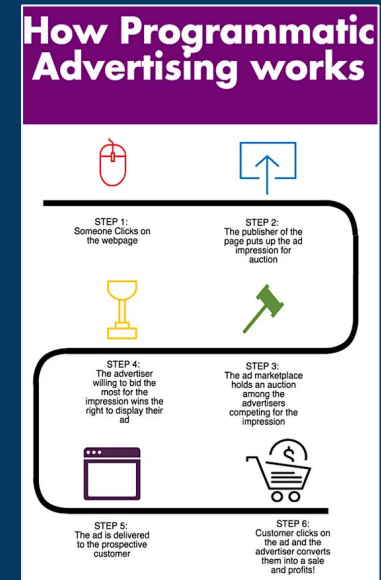 How Programmatic
Advertising works
STEP 1:
Someone Clicks on
the webpage
STEP 2:
The publisher of the
page puts up the ad
impression for
auction
STEP 3:
The ad marketplace
holds an auction
among the
advertisers
competing for the
impression
STEP 4:
The advertiser
willing to bid the
most for the
impression wins the
right to display their
ad
STEP 5:
The ad is delivered
to the prospective
customer
STEP 6:
Customer clicks on
the ad and the
advertiser converts
them into a sale
and profits!
$